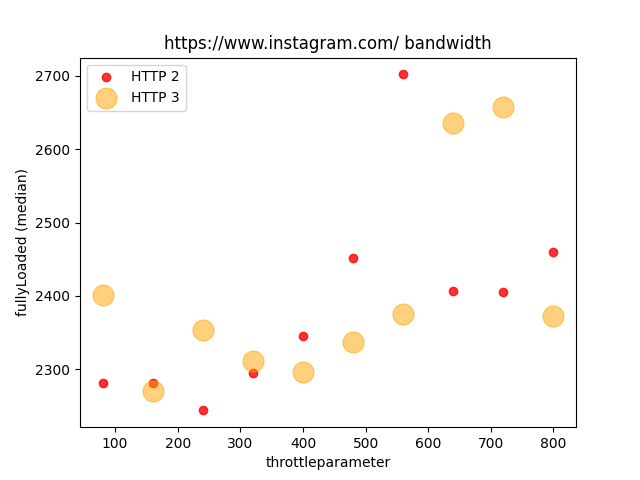 https://www.instagram.com/ bandwidth
HTTP 2
HTTP 3
fullyLoaded (median)
2700
2600
2500
2400
2300
100 200 300 400 500 600 700 800
throttleparameter